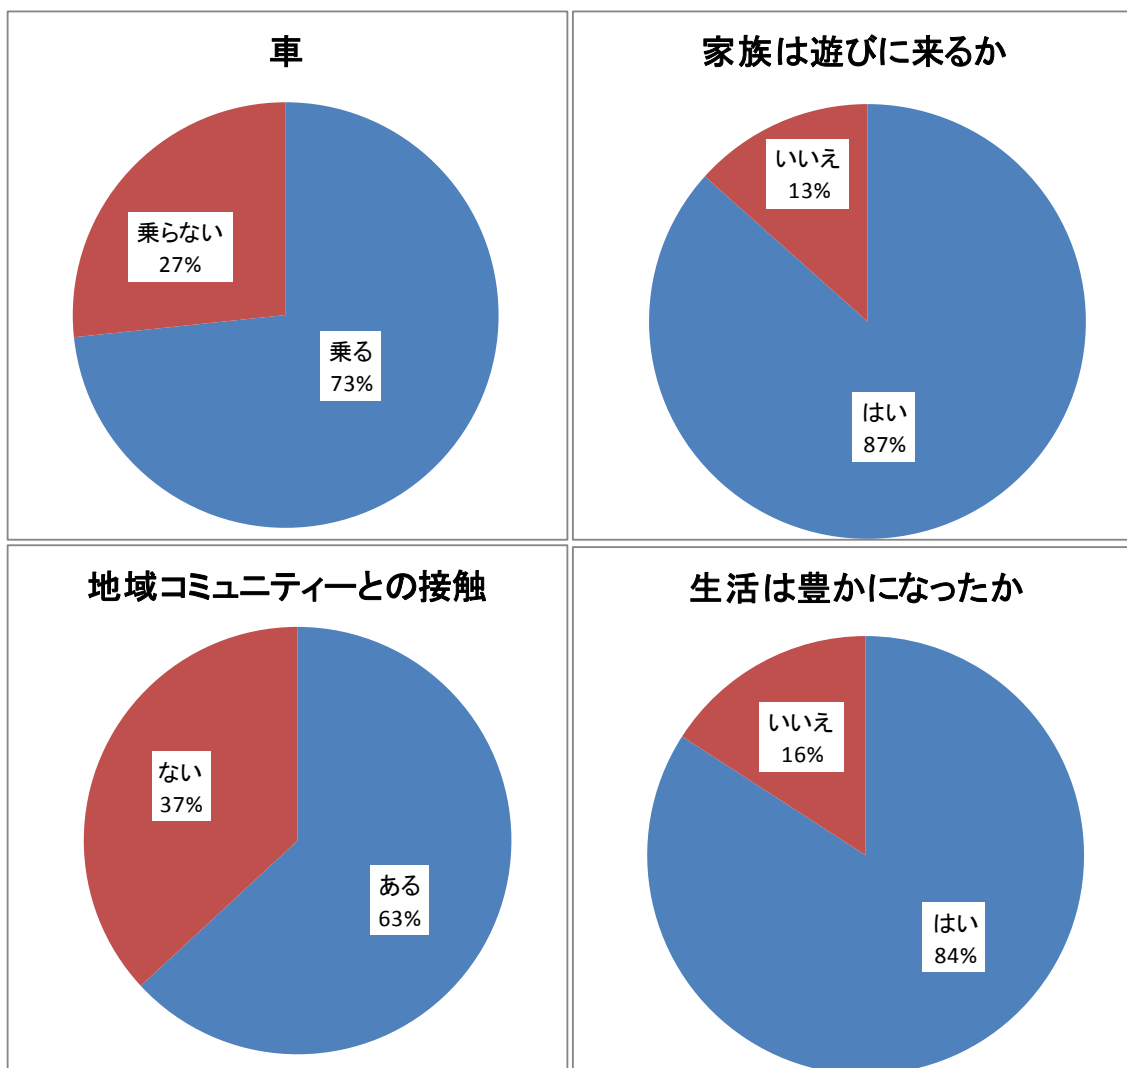 車
乗らない
27%
乗る
73%
家族は遊びに来るか
いいえ
13%
はい
87%
地域コミュニティーとの接触
ない
37%
ある
63%
生活は豊かになったか
いいえ
16%
はい
84%